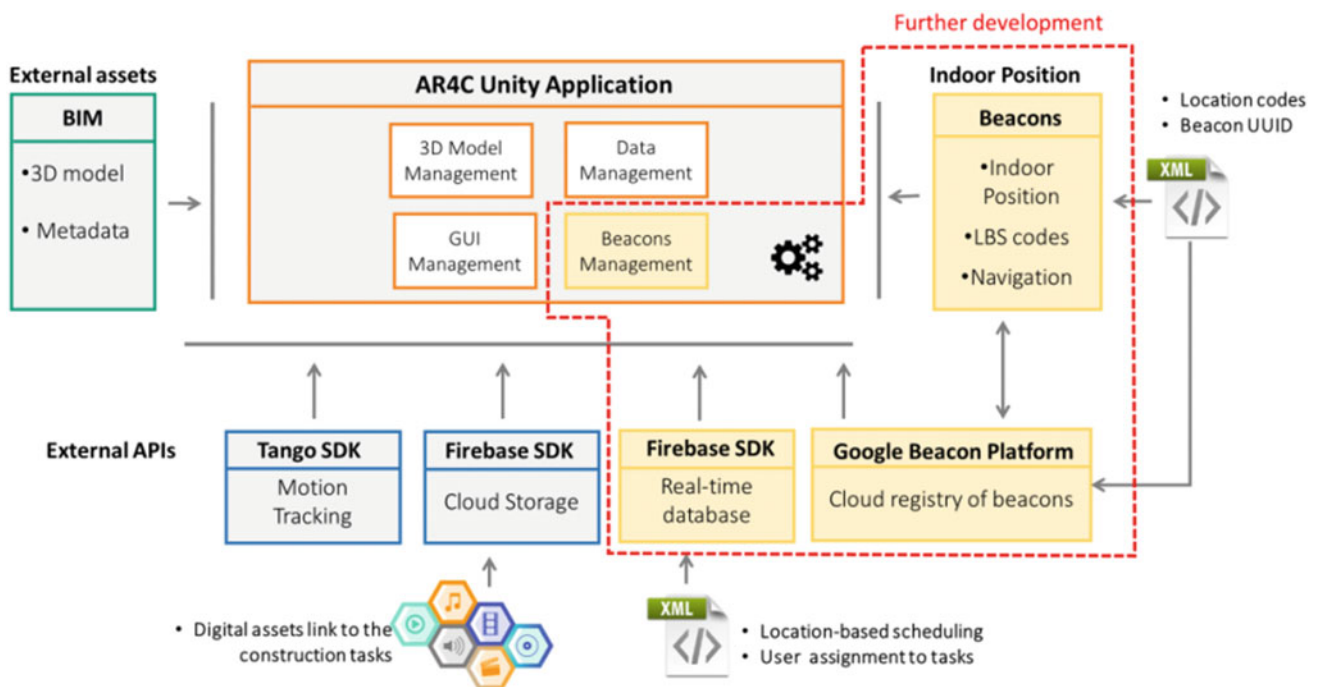 Further development
External assets
BIM
•3D model
• Metadata
AR4C Unity Application
3D Model
Management
Data
Management
GUI
Management
Beacons
Management
Indoor Position
Beacons
•Indoor
Position
•LBS codes
•Navigation
• Location codes
• Beacon UUID
XML
</>
External APIs
Tango SDK
Motion
Tracking
Firebase SDK
Cloud Storage
Firebase SDK
Real-time
database
Google Beacon Platform
Cloud registry of beacons
• Digital assets link to the
construction tasks
XML
</>
• Location-based scheduling
• User assignment to tasks